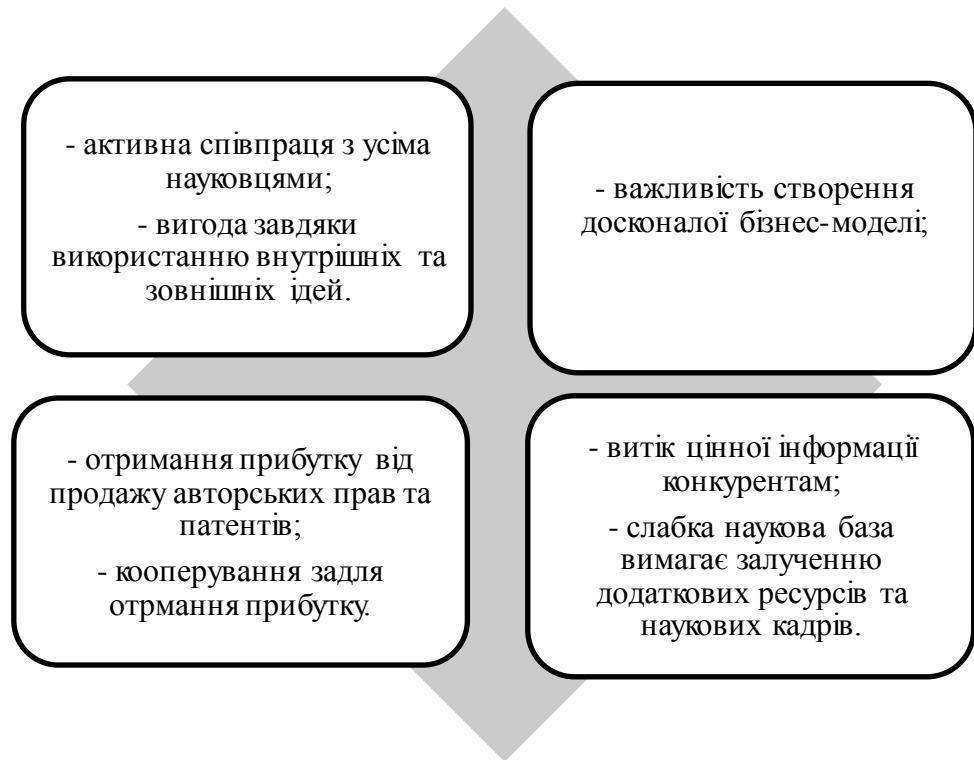 - активна співпраця з усіма
науковцями;
- вигода завдяки
використанню внутрішніх та
зовнішніх ідей.
- важливість створення
досконалої бізнес-моделі;
- отримання прибутку від
продажу авторських прав та
патентів;
- кооперування задля
отрмання прибутку.
- витік цінної інформації
конкурентам;
- слабка наукова база
вимагає залученню
додаткових ресурсів та
наукових кадрів.